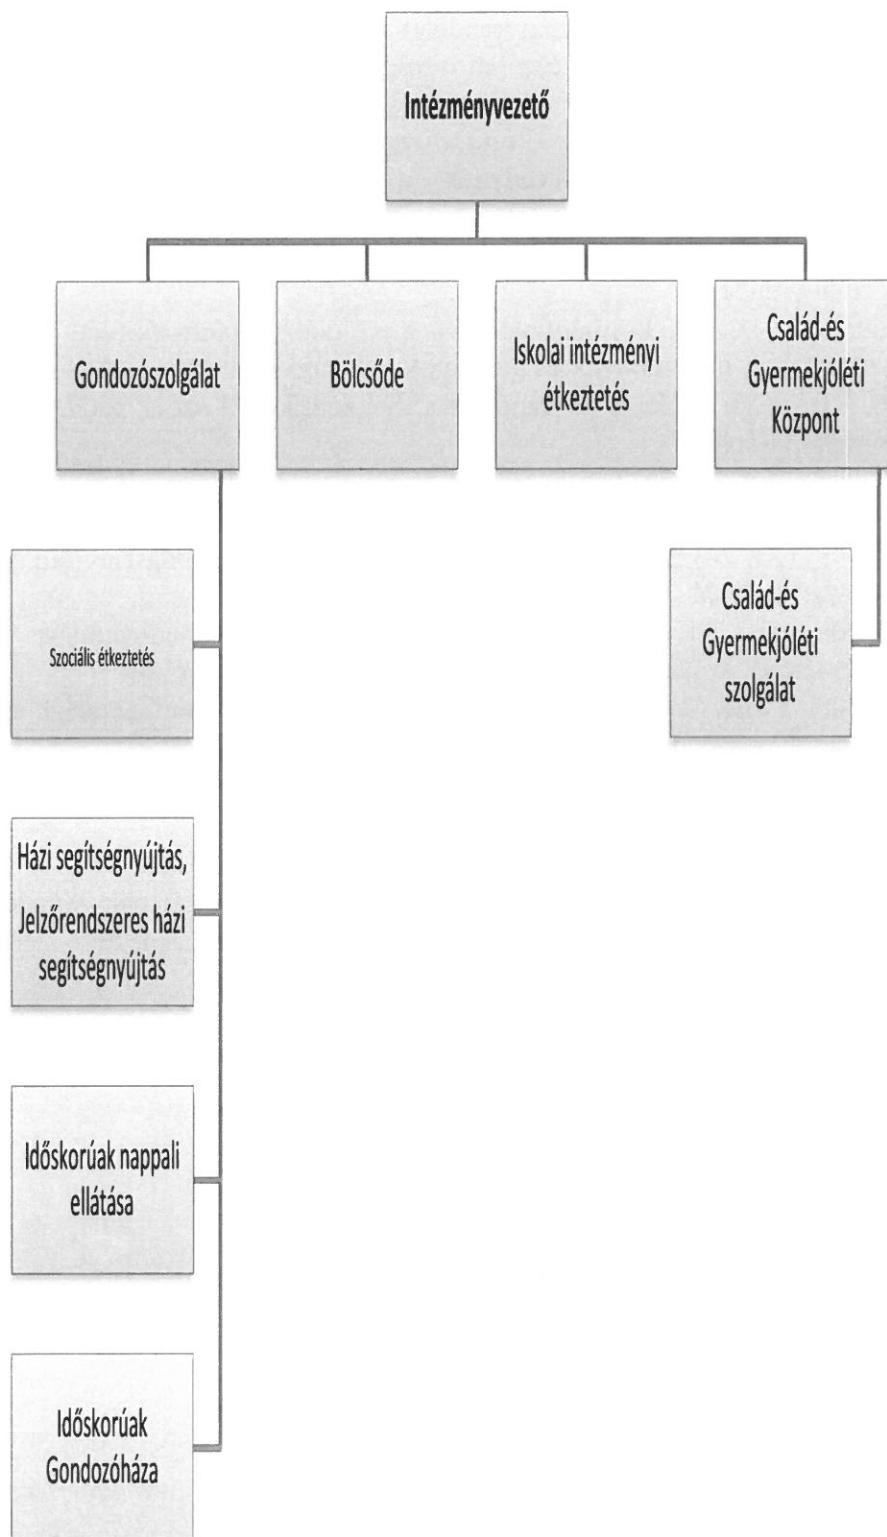 Intézményvezető
Gondozószolgálat
Bölcsőde
Iskolai intézményi
étkeztetés
Család-és
Gyermekjóléti
Központ
Szociális étkeztetés
Család-és
Gyermekjóléti
szolgálat
Házi segítségnyújtás,
Jelzőrendszeres házi
segítségnyújtás
Időskorúak nappali
ellátása
Időskorúak
Gondozóháza